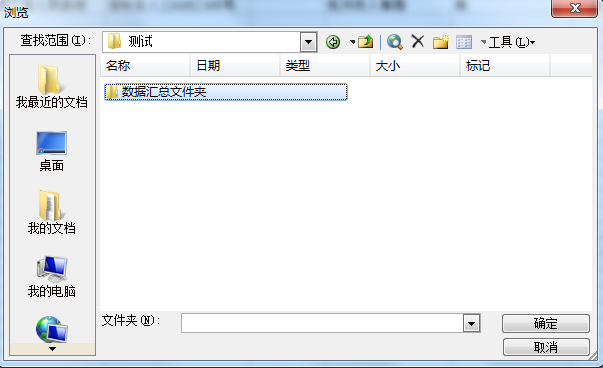 浏览
查找范围(I): 测试 工具(L)
名称 日期 类型 大小 标记
数据汇总文件夹
我最近的文档
桌面
我的文档
我的电脑
文件夹(N): 确定
取消